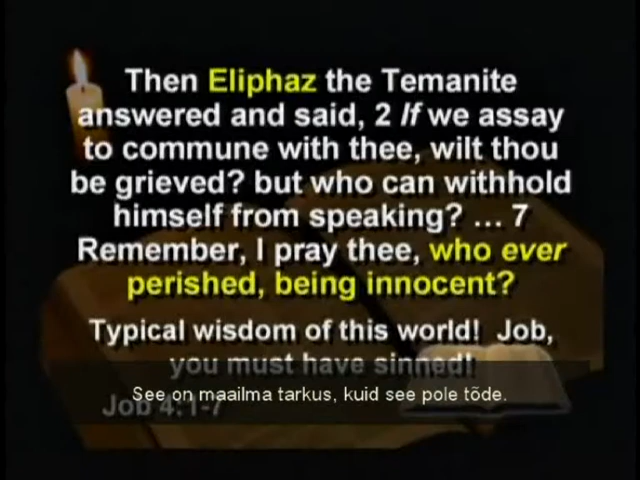 Then Eliphaz the Temanite
answered and said, 2 If we assay
to commune with thee, wilt thou
be grieved? but who can withhold
himself from speaking? … 7
Remember, I pray thee, who ever
perished, being innocent?
Typical wisdom of this world!  Job,
you must have sinned!
See on maailma tarkus, kuid see pole tõde.
Job 4:1-7